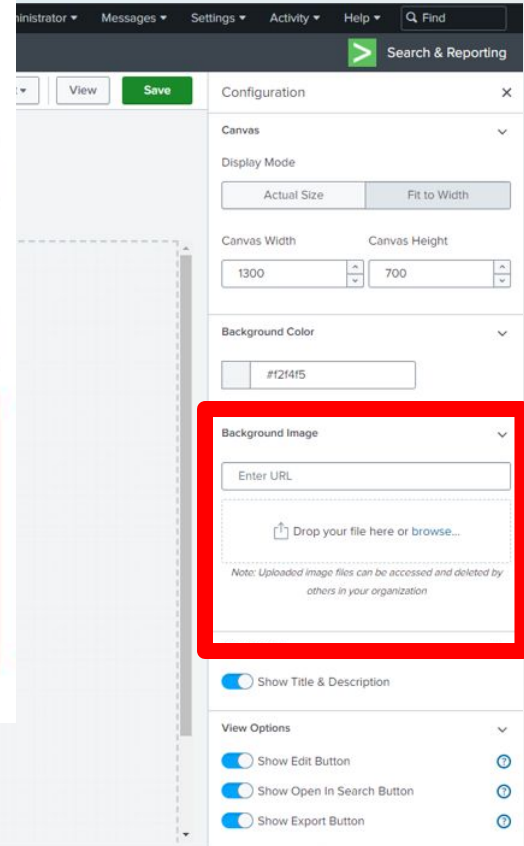 Messages Settings Activity Help Find
Search & Reporting
View Save Configuration
Canvas
Display Mode
Actual Size Fit to Width
Canvas Width Canvas Height
1300 700
Background Color
#f2f4f5
Background Image
Enter URL
Drop your file here or browse...
Note: Uploaded image files can be accessed and deleted by
others in your organization
Show Title & Description
View Options
Show Edit Button
Show Open In Search Button
Show Export Button